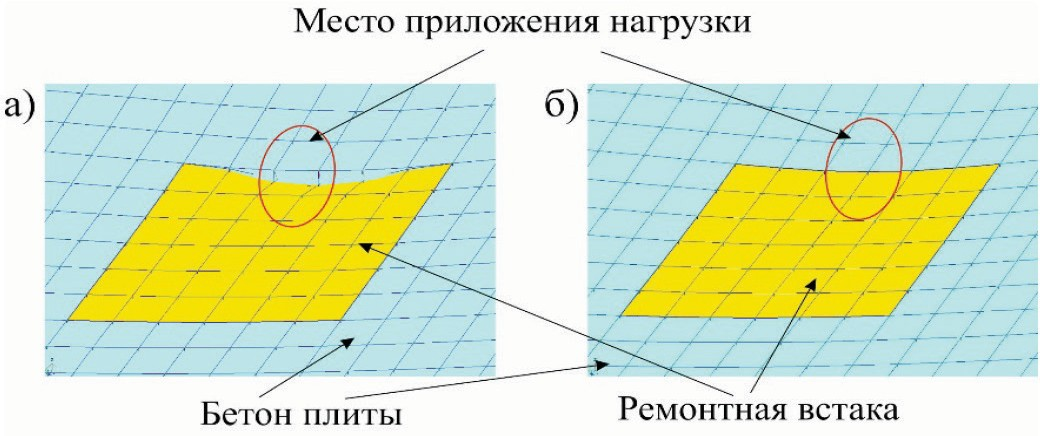 Место приложения нагрузки
а)
б)
Бетон плиты
Ремонтная встака